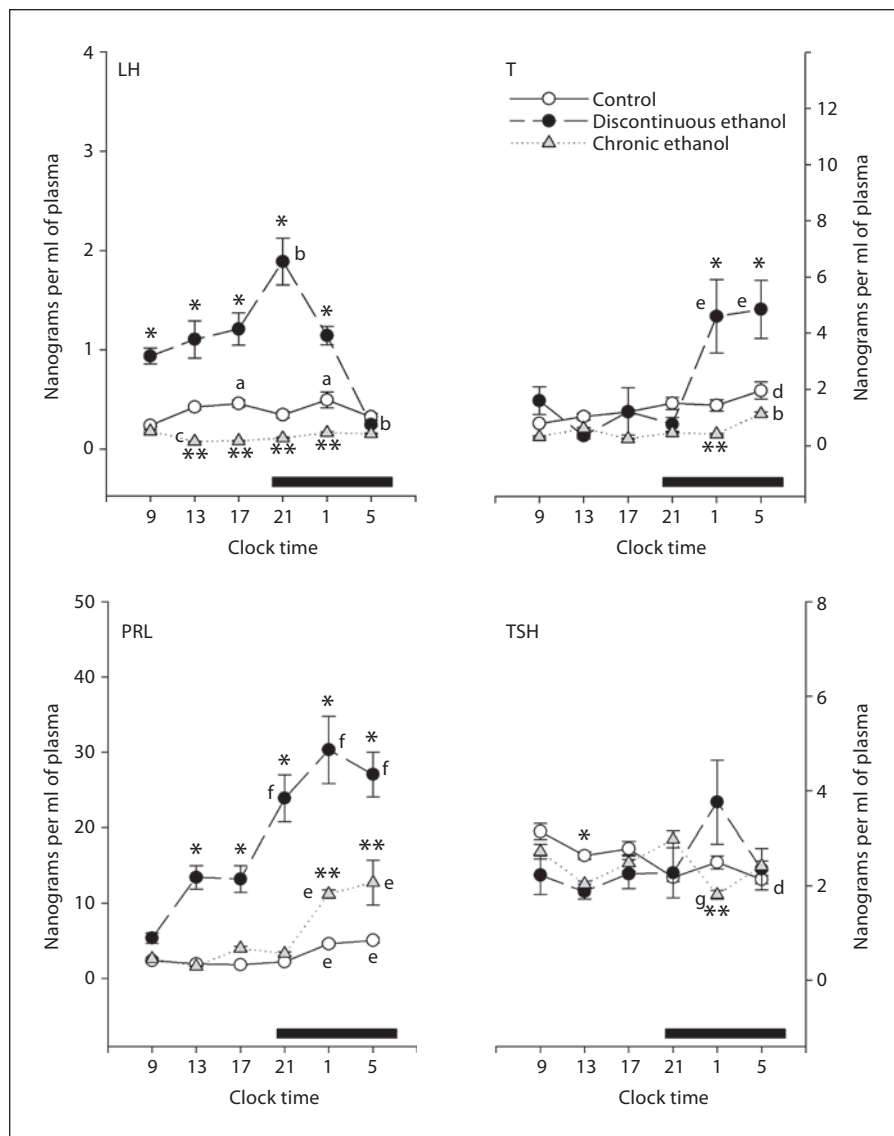 LH
4
3
2
1
0
Nanograms per ml of plasma
*
*
*
*
b
*
a
a
c
**
**
**
**
b
9 13 17 21 1 5
Clock time
T
Control
Discontinuous ethanol
Chronic ethanol
12
10
8
6
4
2
0
Nanograms per ml of plasma
*
*
e
e
d
b
**
9 13 17 21 1 5
Clock time
PRL
50
40
30
20
10
0
Nanograms per ml of plasma
*
*
*
*
*
f
f
f
**
**
e
e
e
e
9 13 17 21 1 5
Clock time
TSH
8
6
4
2
0
Nanograms per ml of plasma
*
g
**
d
9 13 17 21 1 5
Clock time